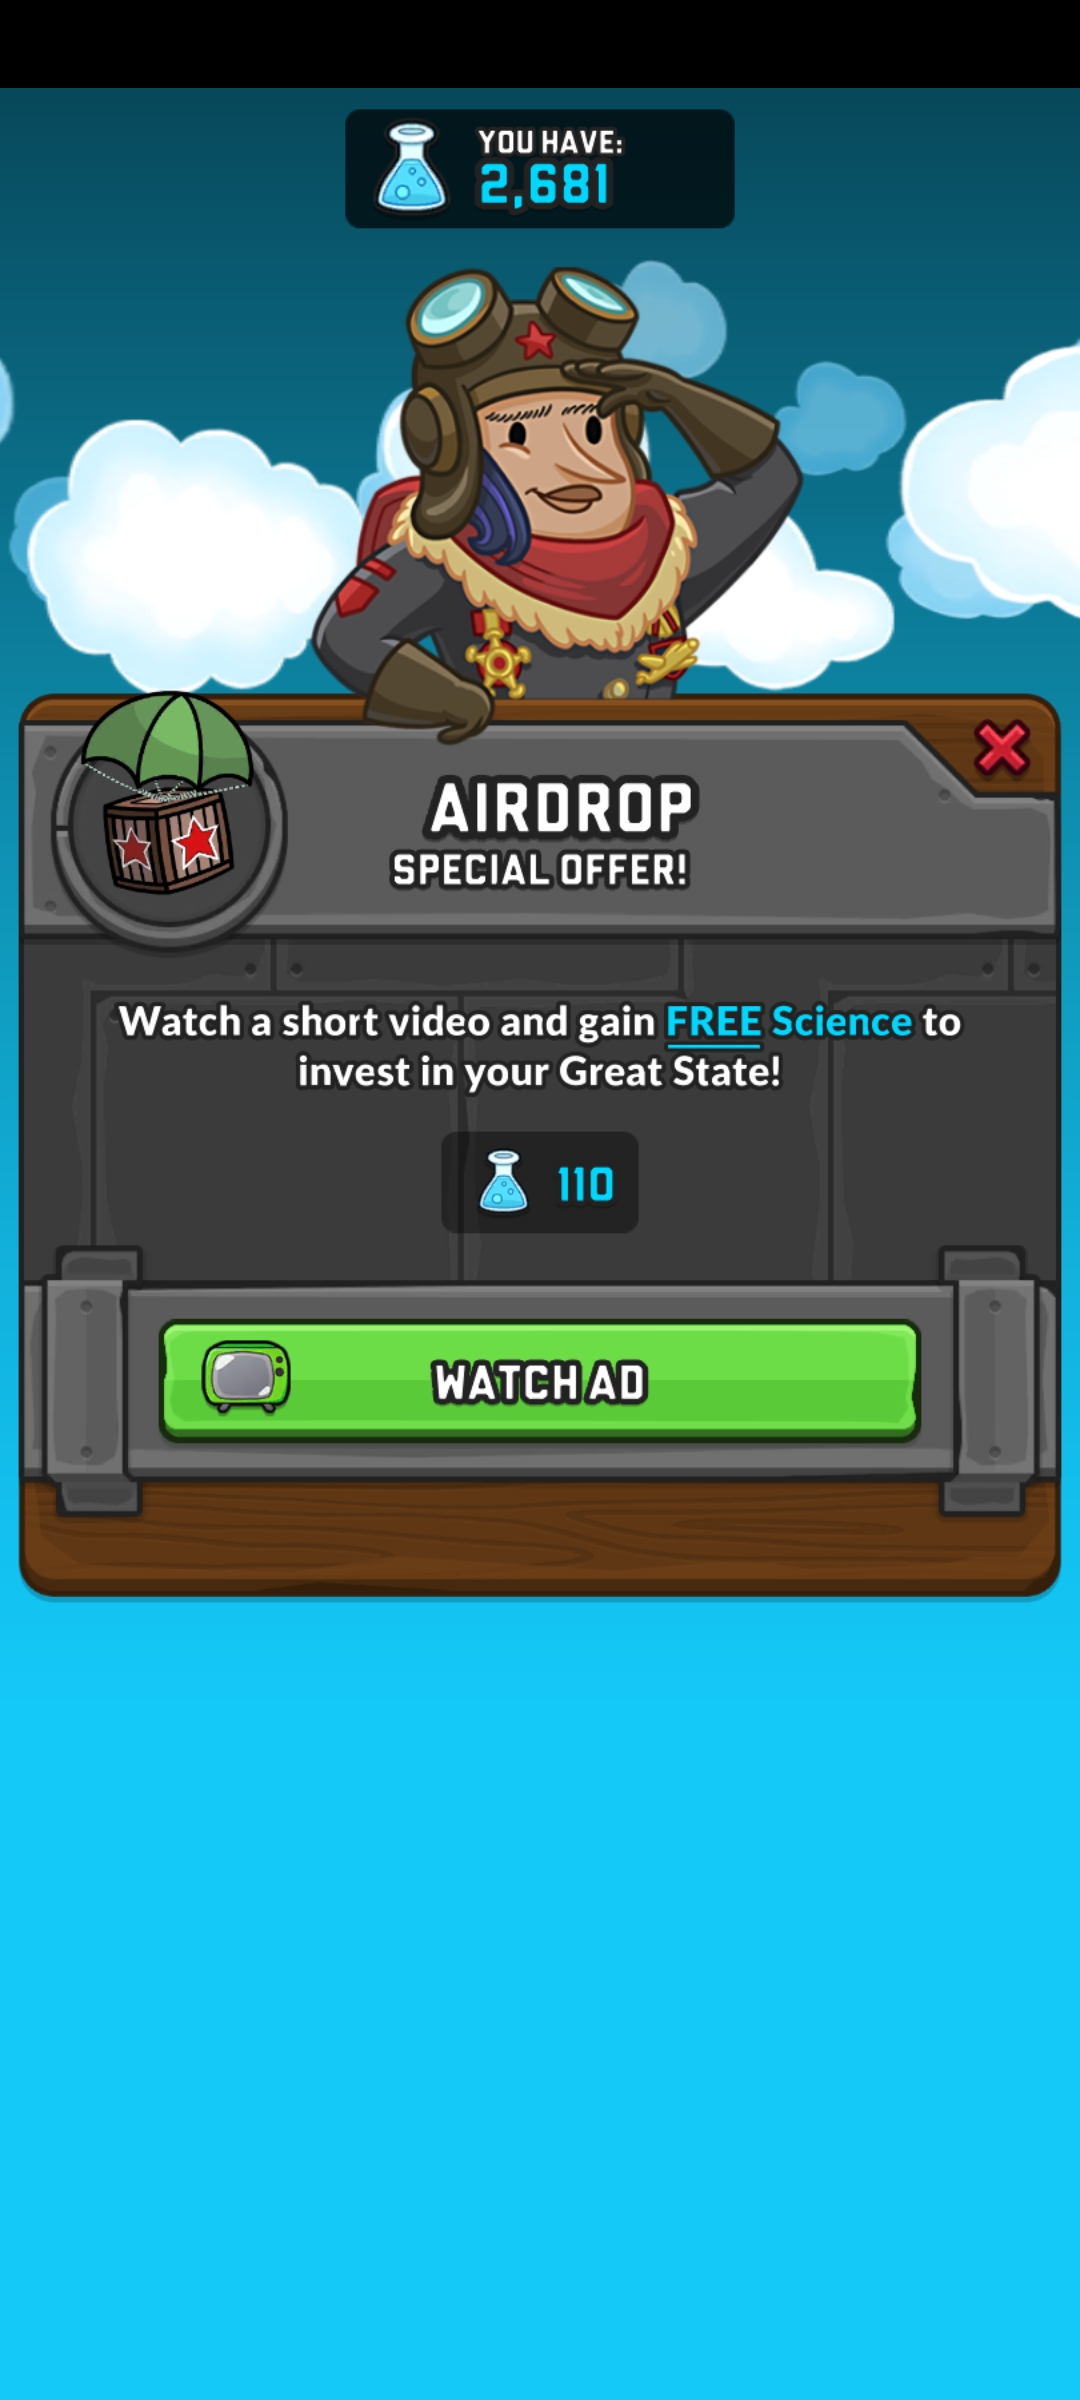 YOU HAVE:
2,681
AIRDROP
SPECIAL OFFER!
Watch a short video and gain FREE Science to
invest in your Great State!
110
WATCH AD